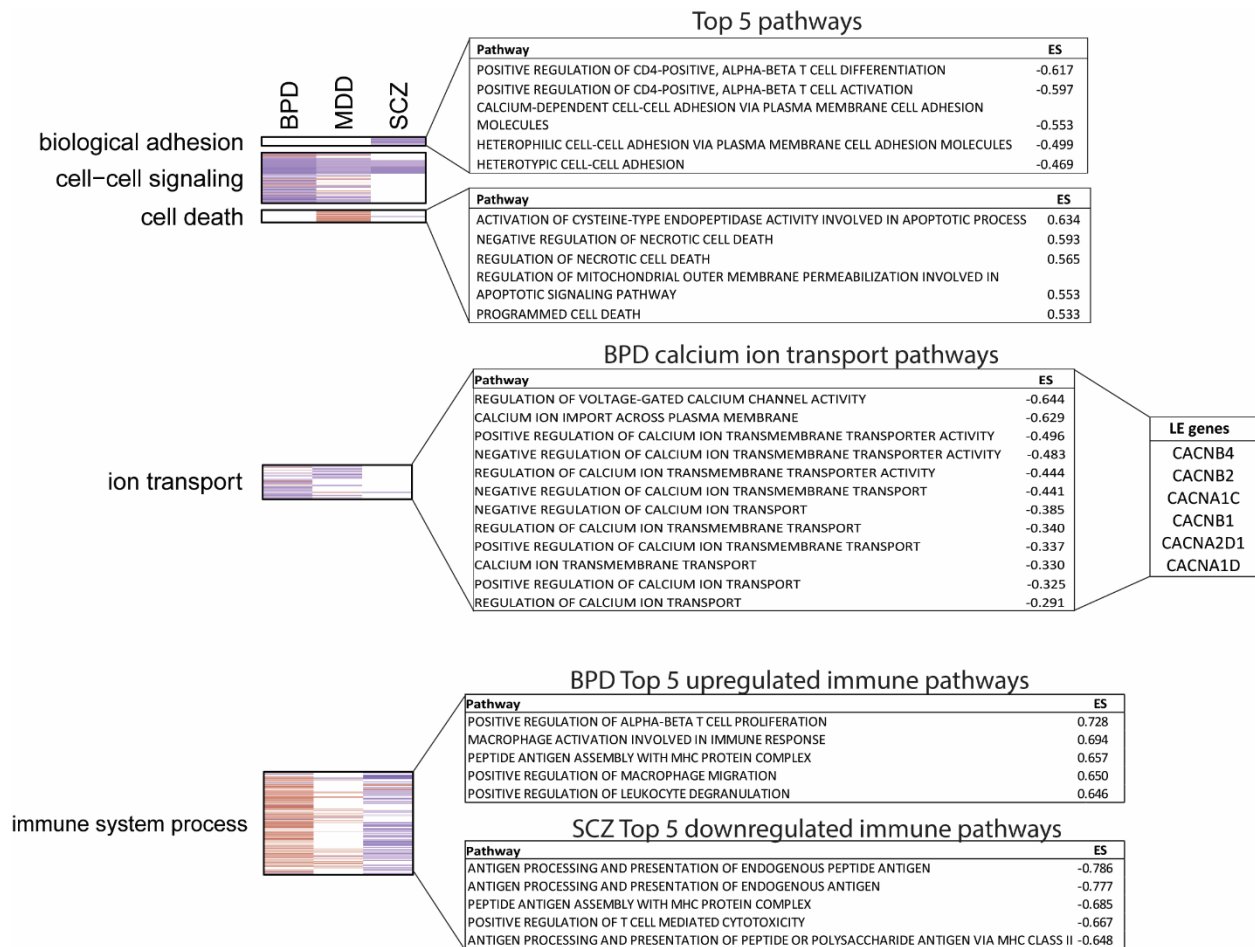 Top 5 pathways
BPD
MDD
SCZ
Pathway ES
POSITIVE REGULATION OF CD4-POSITIVE, ALPHA-BETA T CELL DIFFERENTIATION -0.617
POSITIVE REGULATION OF CD4-POSITIVE, ALPHA-BETA T CELL ACTIVATION -0.597
CALCIUM-DEPENDENT CELL-CELL ADHESION VIA PLASMA MEMBRANE CELL ADHESION
MOLECULES -0.553
HETEROPHILIC CELL-CELL ADHESION VIA PLASMA MEMBRANE CELL ADHESION MOLECULES -0.499
HETEROTYPIC CELL-CELL ADHESION -0.469
biological adhesion
cell−cell signaling
cell death
Pathway ES
ACTIVATION OF CYSTEINE-TYPE ENDOPEPTIDASE ACTIVITY INVOLVED IN APOPTOTIC PROCESS 0.634
NEGATIVE REGULATION OF NECROTIC CELL DEATH 0.593
REGULATION OF NECROTIC CELL DEATH 0.565
REGULATION OF MITOCHONDRIAL OUTER MEMBRANE PERMEABILIZATION INVOLVED IN
APOPTOTIC SIGNALING PATHWAY 0.553
PROGRAMMED CELL DEATH 0.533
BPD calcium ion transport pathways
Pathway ES
REGULATION OF VOLTAGE-GATED CALCIUM CHANNEL ACTIVITY -0.644
CALCIUM ION IMPORT ACROSS PLASMA MEMBRANE -0.629
POSITIVE REGULATION OF CALCIUM ION TRANSMEMBRANE TRANSPORTER ACTIVITY -0.496
NEGATIVE REGULATION OF CALCIUM ION TRANSMEMBRANE TRANSPORTER ACTIVITY -0.483
REGULATION OF CALCIUM ION TRANSMEMBRANE TRANSPORTER ACTIVITY -0.444
NEGATIVE REGULATION OF CALCIUM ION TRANSMEMBRANE TRANSPORT -0.441
NEGATIVE REGULATION OF CALCIUM ION TRANSPORT -0.385
REGULATION OF CALCIUM ION TRANSMEMBRANE TRANSPORT -0.340
POSITIVE REGULATION OF CALCIUM ION TRANSMEMBRANE TRANSPORT -0.337
CALCIUM ION TRANSMEMBRANE TRANSPORT -0.330
POSITIVE REGULATION OF CALCIUM ION TRANSPORT -0.325
REGULATION OF CALCIUM ION TRANSPORT -0.291
ion transport
LE genes
CACNB4
CACNB2
CACNA1C
CACNB1
CACNA2D1
CACNA1D
BPD Top 5 upregulated immune pathways
Pathway ES
POSITIVE REGULATION OF ALPHA-BETA T CELL PROLIFERATION 0.728
MACROPHAGE ACTIVATION INVOLVED IN IMMUNE RESPONSE 0.694
PEPTIDE ANTIGEN ASSEMBLY WITH MHC PROTEIN COMPLEX 0.657
POSITIVE REGULATION OF MACROPHAGE MIGRATION 0.650
POSITIVE REGULATION OF LEUKOCYTE DEGRANULATION 0.646
immune system process
SCZ Top 5 downregulated immune pathways
Pathway ES
ANTIGEN PROCESSING AND PRESENTATION OF ENDOGENOUS PEPTIDE ANTIGEN -0.786
ANTIGEN PROCESSING AND PRESENTATION OF ENDOGENOUS ANTIGEN -0.777
PEPTIDE ANTIGEN ASSEMBLY WITH MHC PROTEIN COMPLEX -0.685
POSITIVE REGULATION OF T CELL MEDIATED CYTOTOXICITY -0.667
ANTIGEN PROCESSING AND PRESENTATION OF PEPTIDE OR POLYSACCHARIDE ANTIGEN VIA MHC CLASS II -0.648